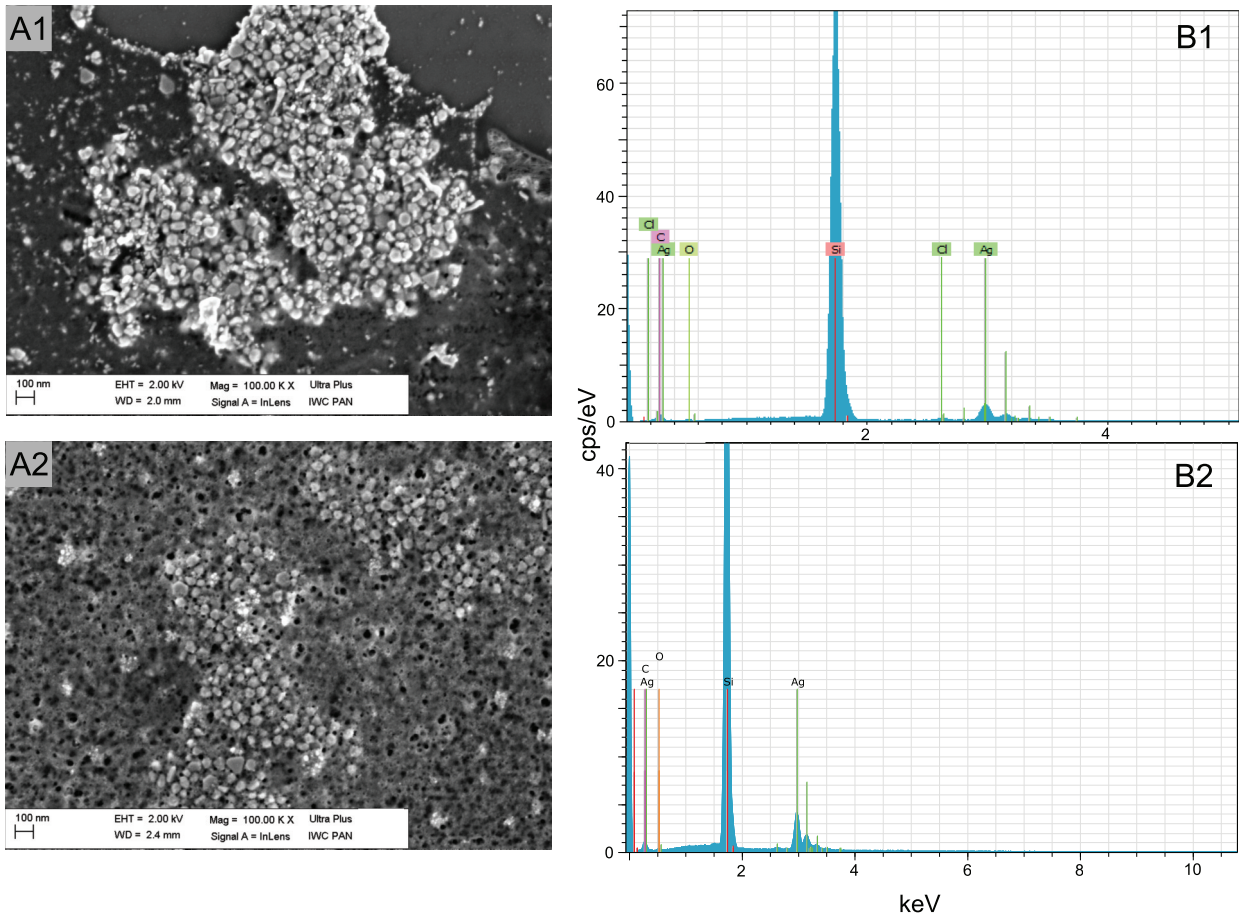 A1
100 nm
EHT = 2.00 kV Mag = 100.00 K X Ultra Plus
WD = 2.0 mm Signal A = InLens IWC PAN
A2
100 nm
EHT = 2.00 kV Mag = 100.00 K X Ultra Plus
WD = 2.4 mm Signal A = InLens IWC PAN
B1
60
40
20
0
Cl
C
Ag
O
Si
Cl
Ag
2 4
cps/eV
B2
40
20
0
O
C
Ag
Si
Ag
2 4 6 8 10
keV